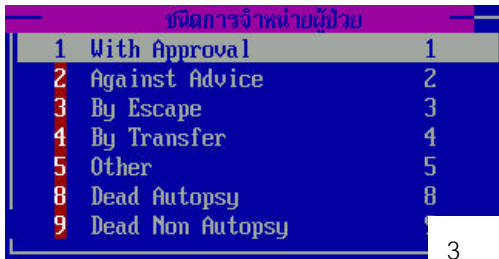 ชนิดการจำหน่ายผู้ป่วย
1 With Approval 1
2 Against Advice 2
3 By Escape 3
4 By Transfer 4
5 Other 5
8 Dead Autopsy 8
9 Dead Non Autopsy 9
3